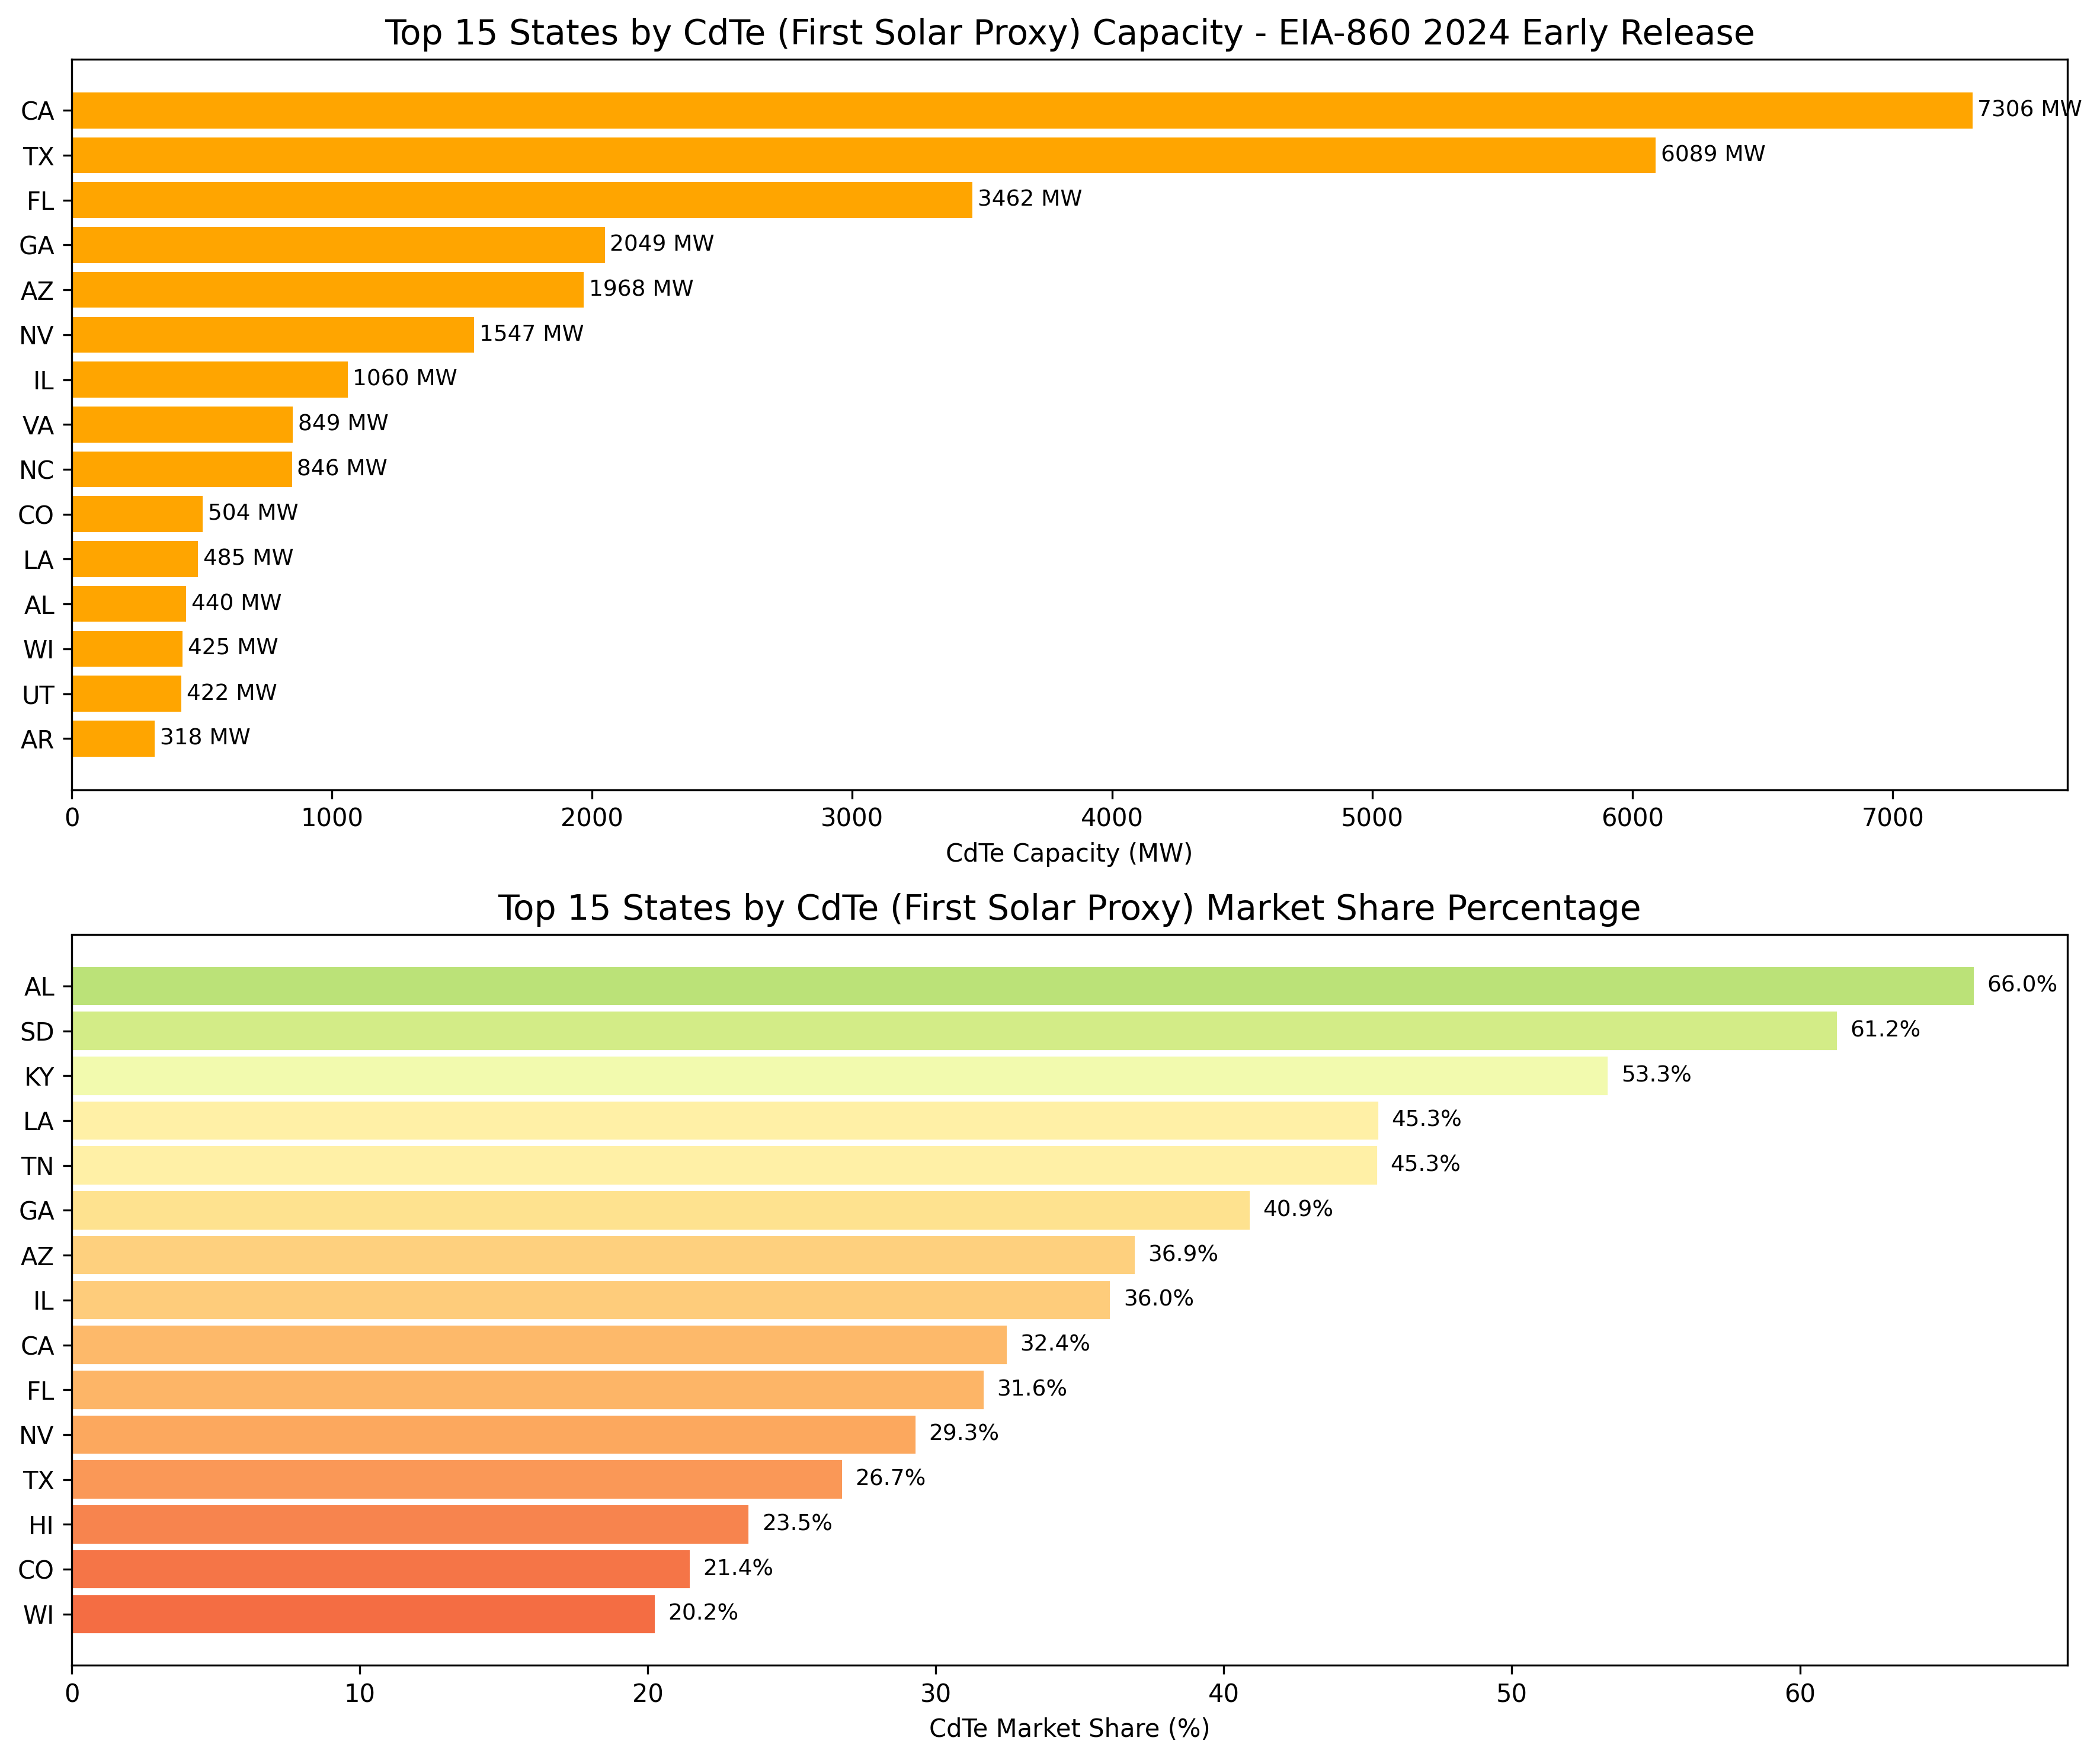 Top 15 States by CdTe (First Solar Proxy) Capacity - EIA-860 2024 Early Release
CA 7306 MW
TX 6089 MW
FL 3462 MW
GA 2049 MW
AZ 1968 MW
NV 1547 MW
IL 1060 MW
VA 849 MW
NC 846 MW
CO 504 MW
LA 485 MW
AL 440 MW
WI 425 MW
UT 422 MW
AR 318 MW
0 1000 2000 3000 4000 5000 6000 7000
CdTe Capacity (MW)
Top 15 States by CdTe (First Solar Proxy) Market Share Percentage
AL 66.0%
SD 61.2%
KY 53.3%
LA 45.3%
TN 45.3%
GA 40.9%
AZ 36.9%
IL 36.0%
CA 32.4%
FL 31.6%
NV 29.3%
TX 26.7%
HI 23.5%
CO 21.4%
WI 20.2%
0 10 20 30 40 50 60
CdTe Market Share (%)